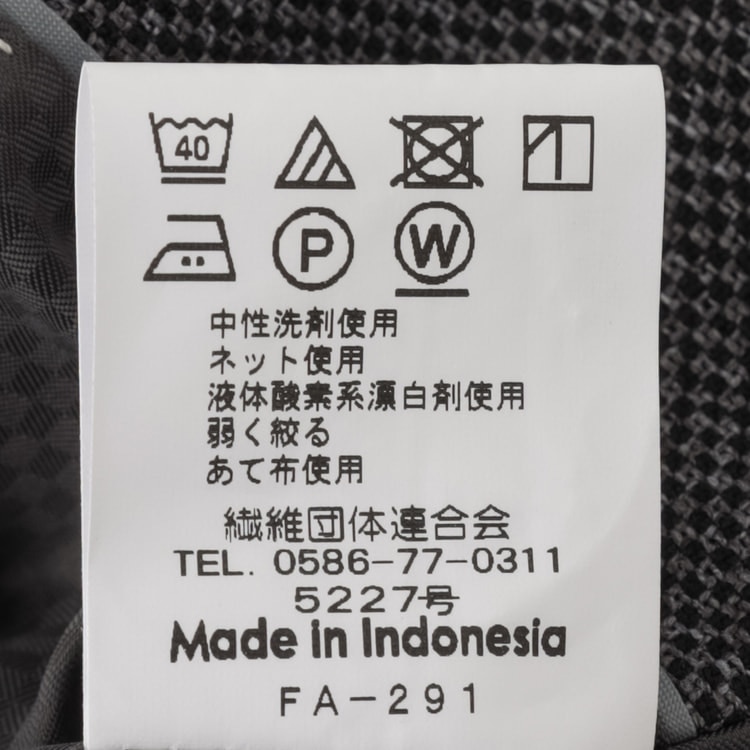 40
P W
中性洗剤使用
ネット使用
液体酸素系漂白剤使用
弱く絞る
あて布使用
繊維団体連合会
TEL. 0586-77-0311
5227号
Made in Indonesia
FA-291